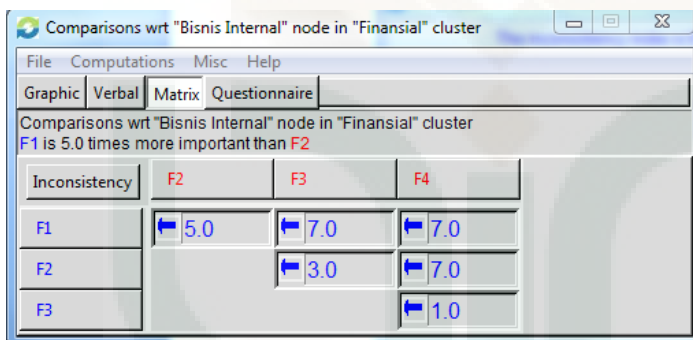 Comparisons wrt "Bisnis Internal" node in "Finansial" cluster
File Computations Misc Help
Graphic Verbal Matrix Questionnaire
Comparisons wrt "Bisnis Internal" node in "Finansial" cluster
F1 is 5.0 times more important than F2
Inconsistency F2 F3 F4
F1 5.0 7.0 7.0
F2 3.0 7.0
F3 1.0